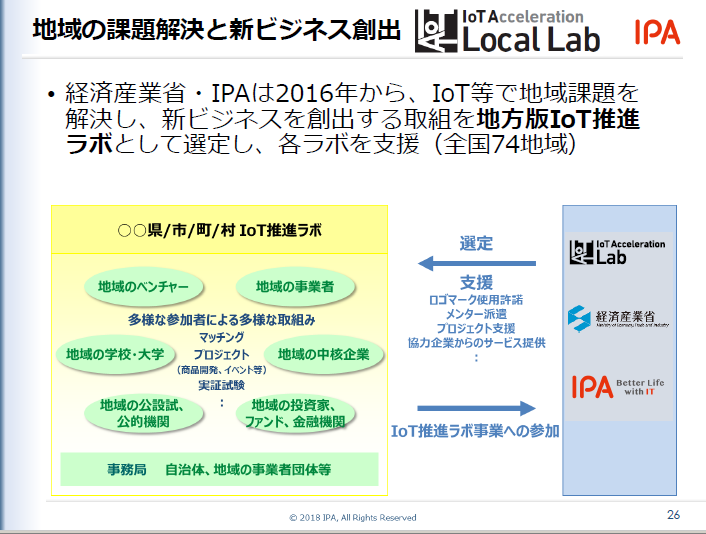 地域の課題解決と新ビジネス創出
IoT Acceleration
Local Lab
IPA
• 経済産業省・IPAは2016年から、IoT等で地域課題を
解決し、新ビジネスを創出する取組を地方版IoT推進
ラボとして選定し、各ラボを支援（全国74地域）
○○県/市/町/村 IoT推進ラボ
地域のベンチャー
地域の事業者
多様な参加者による多様な取組み
マッチング
地域の学校・大学
プロジェクト
地域の中核企業
（商品開発、イベント等）
実証試験
：
地域の公設試、
公的機関
地域の投資家、
ファンド、金融機関
事務局 自治体、地域の事業者団体等
選定
支援
ロゴマーク使用許諾
メンター派遣
プロジェクト支援
協力企業からのサービス提供
：
IoT推進ラボ事業への参加
IoT Acceleration
Lab
経済産業省
Ministry of Economy, Trade and Industry
IPA
Better Life
with IT
© 2018 IPA, All Rights Reserved
26